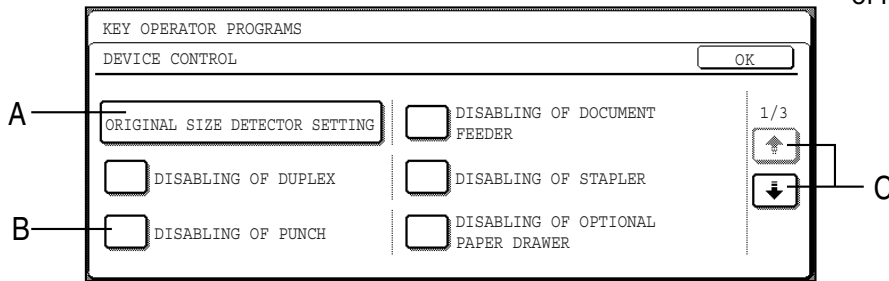 KEY OPERATOR PROGRAMS
DEVICE CONTROL
OK
A
ORIGINAL SIZE DETECTOR SETTING
DISABLING OF DOCUMENT
FEEDER
1/3
DISABLING OF DUPLEX
DISABLING OF STAPLER
C
B
DISABLING OF PUNCH
DISABLING OF OPTIONAL
PAPER DRAWER